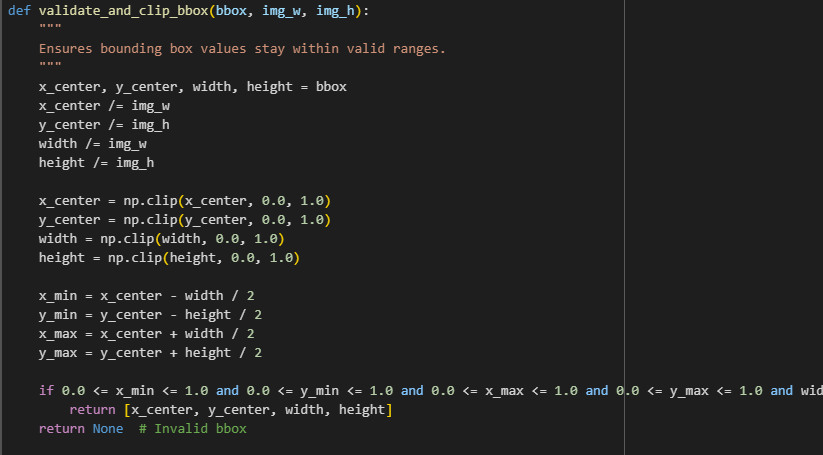 def validate_and_clip_bbox(bbox, img_w, img_h):
    """
    Ensures bounding box values stay within valid ranges.
    """
    x_center, y_center, width, height = bbox
    x_center /= img_w
    y_center /= img_h
    width /= img_w
    height /= img_h

    x_center = np.clip(x_center, 0.0, 1.0)
    y_center = np.clip(y_center, 0.0, 1.0)
    width = np.clip(width, 0.0, 1.0)
    height = np.clip(height, 0.0, 1.0)

    x_min = x_center - width / 2
    y_min = y_center - height / 2
    x_max = x_center + width / 2
    y_max = y_center + height / 2

    if 0.0 <= x_min <= 1.0 and 0.0 <= y_min <= 1.0 and 0.0 <= x_max <= 1.0 and 0.0 <= y_max <= 1.0 and wid
        return [x_center, y_center, width, height]
    return None  # Invalid bbox